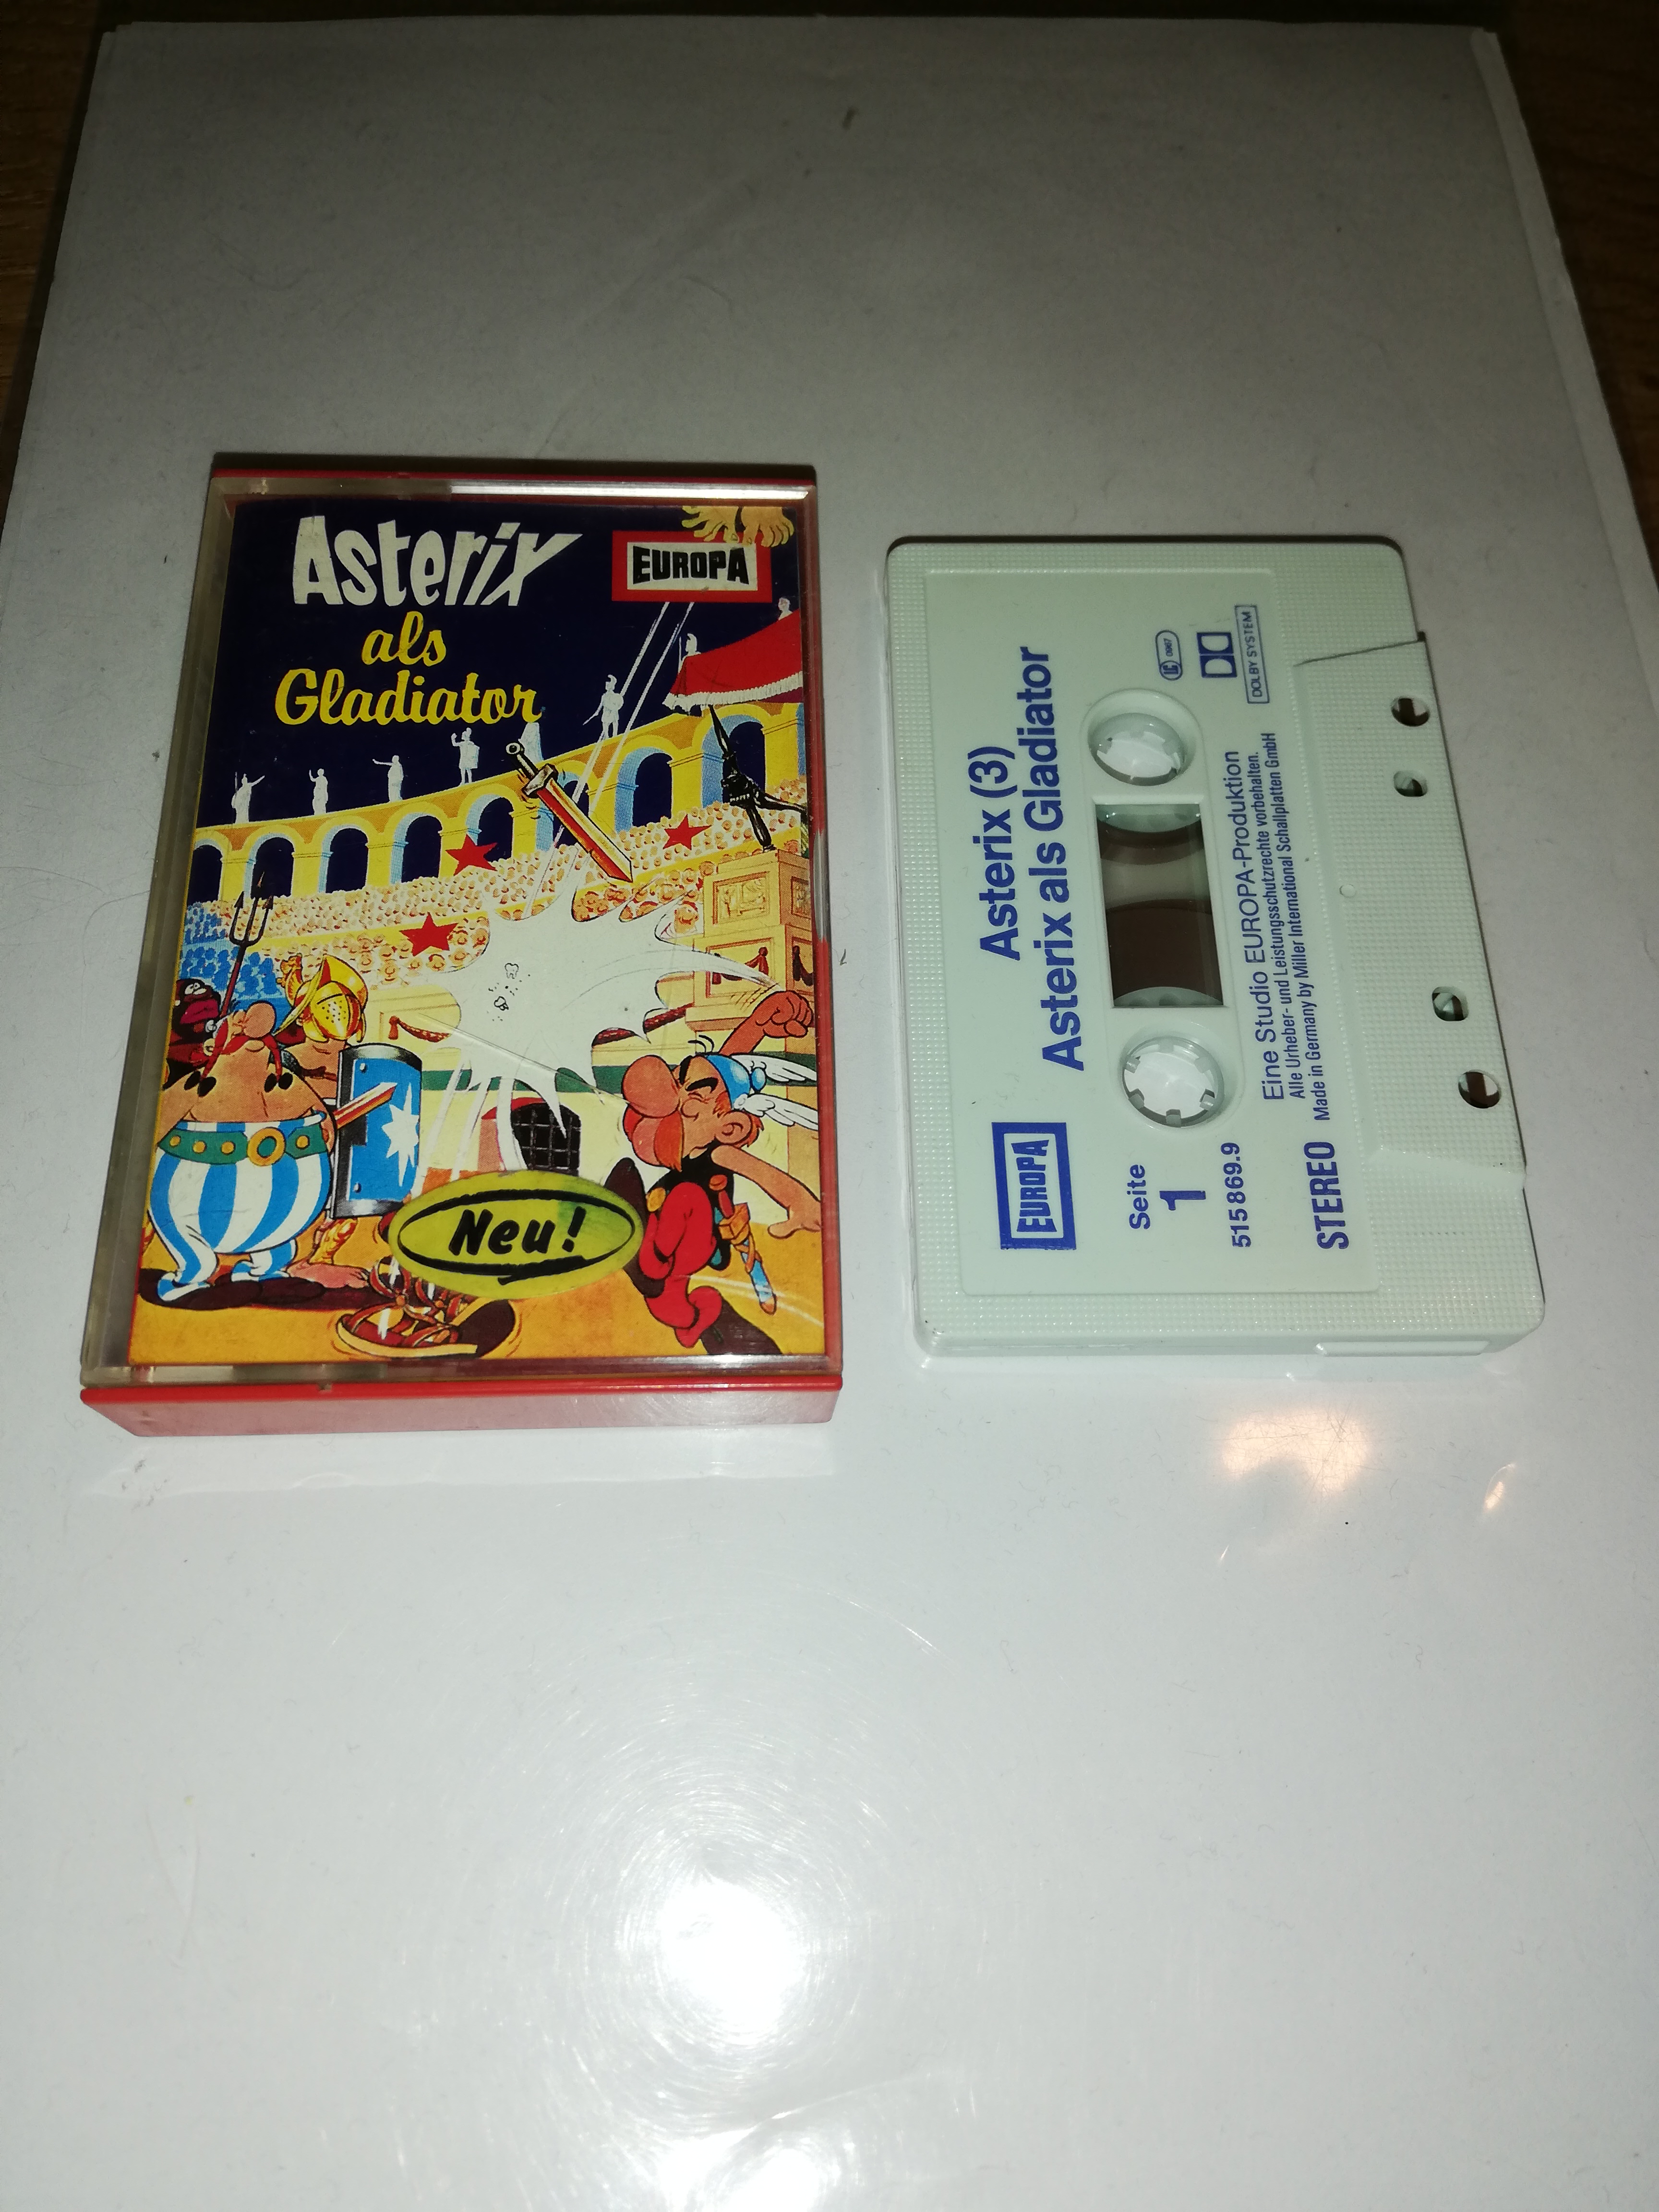 Asterix
als
Gladiator
EUROPA
Neu!
Asterix (3)
Asterix als Gladiator
EUROPA
Seite
1
515 869.9
STEREO
DOLBY SYSTEM
Eine Studio EUROPA-Produktion
Alle Urheber- und Leistungsschutzrechte vorbehalten.
Made in Germany by Miller International Schallplatten GmbH